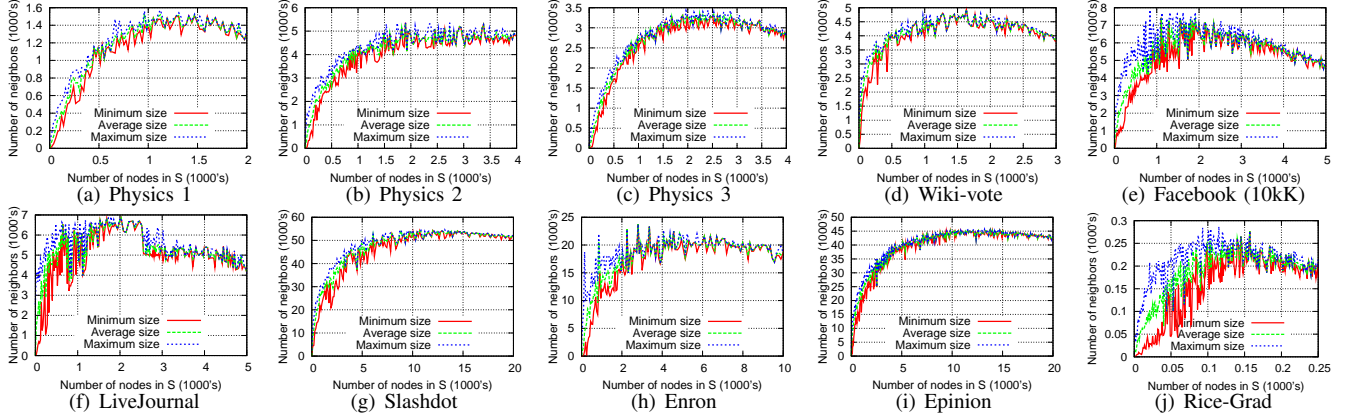 Number of neighbors (1000's)
1.6
1.4
1.2
1
0.8
0.6
0.4
0.2
0
Minimum size
Average size
Maximum size
0 0.5 1 1.5 2
Number of nodes in S (1000's)
(a) Physics 1
Number of neighbors (1000's)
6
5
4
3
2
1
0
Minimum size
Average size
Maximum size
0 0.5 1 1.5 2 2.5 3 3.5 4
Number of nodes in S (1000's)
(b) Physics 2
Number of neighbors (1000's)
3.5
3
2.5
2
1.5
1
0.5
0
Minimum size
Average size
Maximum size
0 0.5 1 1.5 2 2.5 3 3.5 4
Number of nodes in S (1000's)
(c) Physics 3
Number of neighbors (1000's)
5
4.5
4
3.5
3
2.5
2
1.5
1
0.5
0
Minimum size
Average size
Maximum size
0 0.5 1 1.5 2 2.5 3
Number of nodes in S (1000's)
(d) Wiki-vote
Number of neighbors (1000's)
8
7
6
5
4
3
2
1
0
Minimum size
Average size
Maximum size
0 1 2 3 4 5
Number of nodes in S (1000's)
(e) Facebook (10kK)
Number of neighbors (1000's)
7
6
5
4
3
2
1
0
Minimum size
Average size
Maximum size
0 1 2 3 4 5
Number of nodes in S (1000's)
(f) LiveJournal
Number of neighbors (1000's)
60
50
40
30
20
10
0
Minimum size
Average size
Maximum size
0 5 10 15 20
Number of nodes in S (1000's)
(g) Slashdot
Number of neighbors (1000's)
25
20
15
10
5
0
Minimum size
Average size
Maximum size
0 2 4 6 8 10
Number of nodes in S (1000's)
(h) Enron
Number of neighbors (1000's)
50
45
40
35
30
25
20
15
10
5
0
Minimum size
Average size
Maximum size
0 5 10 15 20
Number of nodes in S (1000's)
(i) Epinion
Number of neighbors (1000's)
0.3
0.25
0.2
0.15
0.1
0.05
0
Minimum size
Average size
Maximum size
0 0.05 0.1 0.15 0.2 0.25
Number of nodes in S (1000's)
(j) Rice-Grad